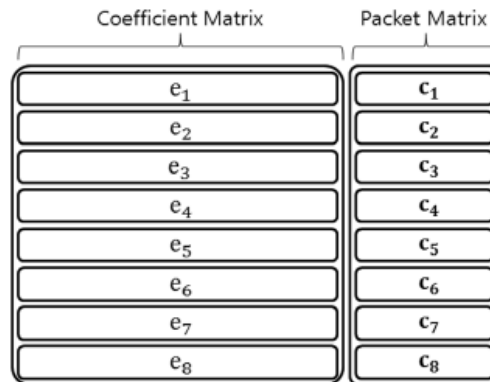 Coefficient Matrix Packet Matrix
e₁ c₁
e₂ c₂
e₃ c₃
e₄ c₄
e₅ c₅
e₆ c₆
e₇ c₇
e₈ c₈